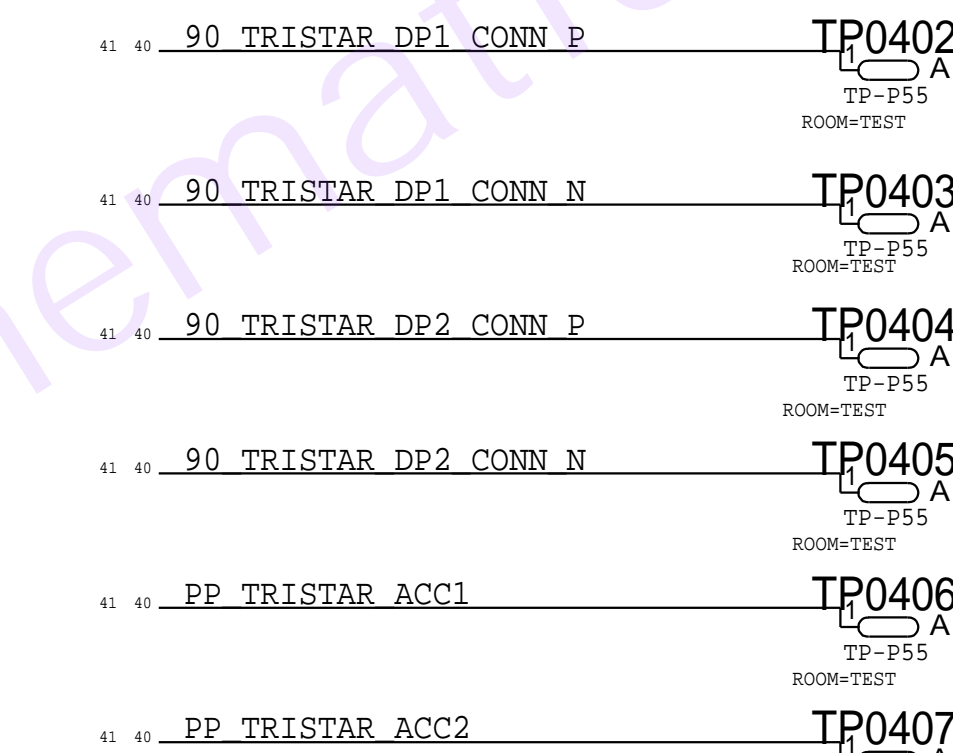 41 40 90_TRISTAR_DP1_CONN_P TP0402
1
A
TP-P55
ROOM=TEST
41 40 90_TRISTAR_DP1_CONN_N TP0403
1
A
TP-P55
ROOM=TEST
41 40 90_TRISTAR_DP2_CONN_P TP0404
1
A
TP-P55
ROOM=TEST
41 40 90_TRISTAR_DP2_CONN_N TP0405
1
A
TP-P55
ROOM=TEST
41 40 PP_TRISTAR_ACC1 TP0406
1
A
TP-P55
ROOM=TEST
41 40 PP_TRISTAR_ACC2 TP0407
1